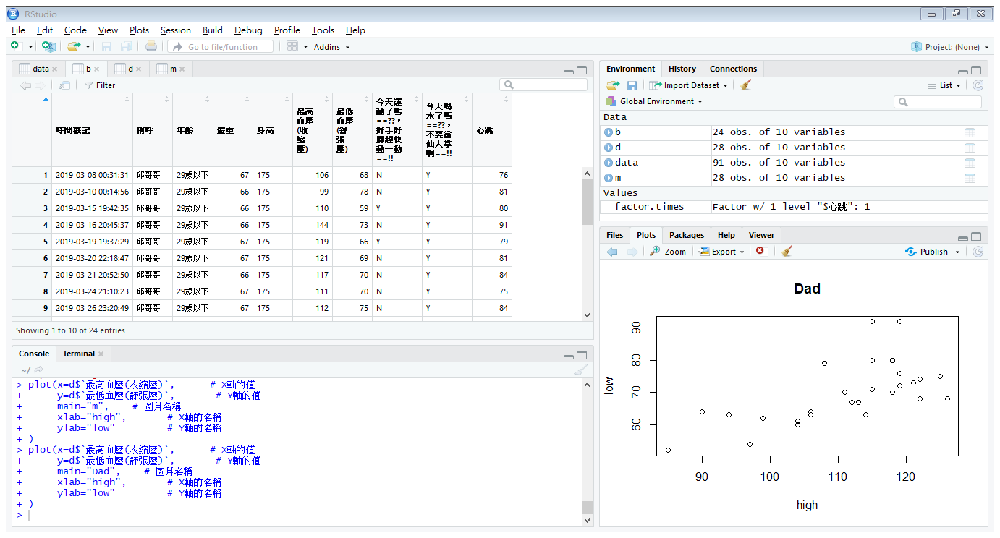 RStudio
File Edit Code View Plots Session Build Debug Profile Tools Help
Go to file/function Addins Project: (None)
data b d m
Filter
時間戳記 稱呼 年齡 體重 身高 最高血壓(收縮壓) 最低血壓(舒張壓) 今天運動了嗎==??，好手好腳趕快動一動==!! 今天喝水了嗎==??，不要當仙人掌啊==!! 心跳
1 2019-03-08 00:31:31 邱哥哥 29歲以下 67 175 106 68 N Y 76
2 2019-03-10 00:14:56 邱哥哥 29歲以下 66 175 99 78 N Y 81
3 2019-03-15 19:42:35 邱哥哥 29歲以下 66 175 110 59 Y Y 80
4 2019-03-16 20:45:37 邱哥哥 29歲以下 66 175 144 73 N Y 91
5 2019-03-19 19:37:29 邱哥哥 29歲以下 67 175 119 66 Y Y 79
6 2019-03-20 22:18:47 邱哥哥 29歲以下 67 175 121 69 N Y 81
7 2019-03-21 20:52:50 邱哥哥 29歲以下 66 175 117 70 N Y 84
8 2019-03-24 21:10:23 邱哥哥 29歲以下 67 175 111 70 N Y 75
9 2019-03-26 23:20:49 邱哥哥 29歲以下 67 175 112 75 N Y 84
Showing 1 to 10 of 24 entries
Console Terminal
~/
> plot(x=d$`最高血壓(收縮壓)`, # X軸的值
+ y=d$`最低血壓(舒張壓)`, # Y軸的值
+ main="m", # 圖片名稱
+ xlab="high", # X軸的名稱
+ ylab="low" # Y軸的名稱
+ )
> plot(x=d$`最高血壓(收縮壓)`, # X軸的值
+ y=d$`最低血壓(舒張壓)`, # Y軸的值
+ main="Dad", # 圖片名稱
+ xlab="high", # X軸的名稱
+ ylab="low" # Y軸的名稱
+ )
>
Environment History Connections
Import Dataset List
Global Environment
Data
b 24 obs. of 10 variables
d 28 obs. of 10 variables
data 91 obs. of 10 variables
m 28 obs. of 10 variables
Values
factor.times Factor w/ 1 level "$心跳": 1
Files Plots Packages Help Viewer
Zoom Export Publish
Dad
90
80
70
60
low
90 100 110 120
high